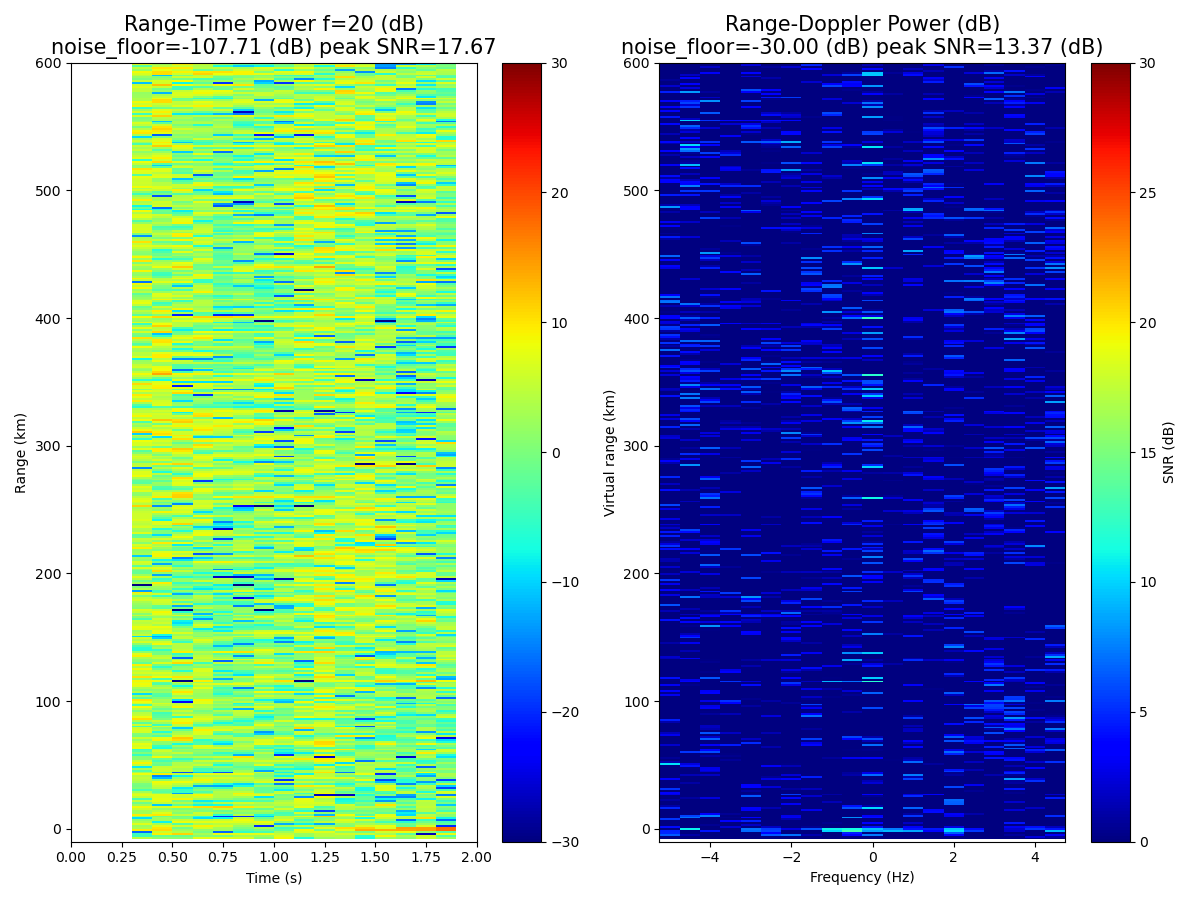 Range-Time Power f=20 (dB)
noise_floor=-107.71 (dB) peak SNR=17.67
600
500
400
300
200
100
0
Range (km)
0.00 0.25 0.50 0.75 1.00 1.25 1.50 1.75 2.00
Time (s)
30
20
10
0
−10
−20
−30
Range-Doppler Power (dB)
noise_floor=-30.00 (dB) peak SNR=13.37 (dB)
600
500
400
300
200
100
0
Virtual range (km)
−4 −2 0 2 4
Frequency (Hz)
30
25
20
15
10
5
0
SNR (dB)